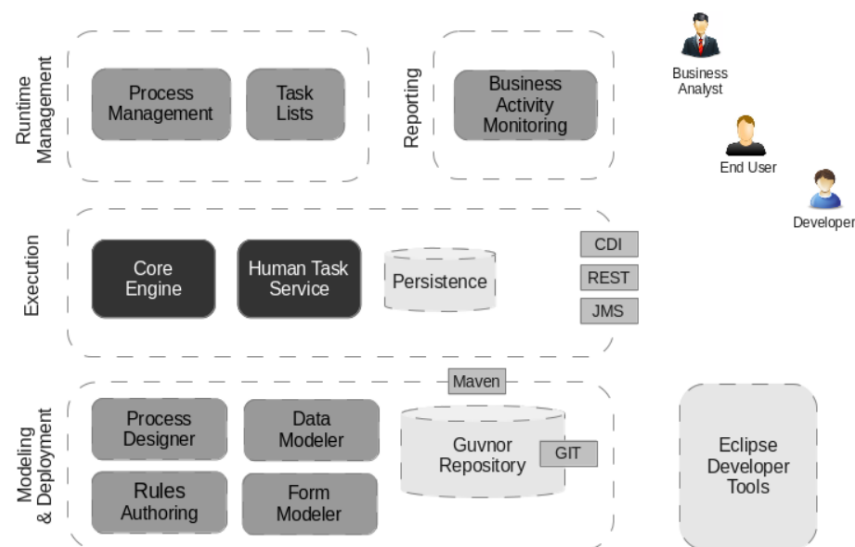 Runtime
Management
Process
Management
Task
Lists
Reporting
Business
Activity
Monitoring
Business
Analyst
End User
Developer
Execution
Core
Engine
Human Task
Service
Persistence
CDI
REST
JMS
Modeling
& Deployment
Process
Designer
Data
Modeler
Rules
Authoring
Form
Modeler
Maven
Guvnor
Repository
GIT
Eclipse
Developer
Tools